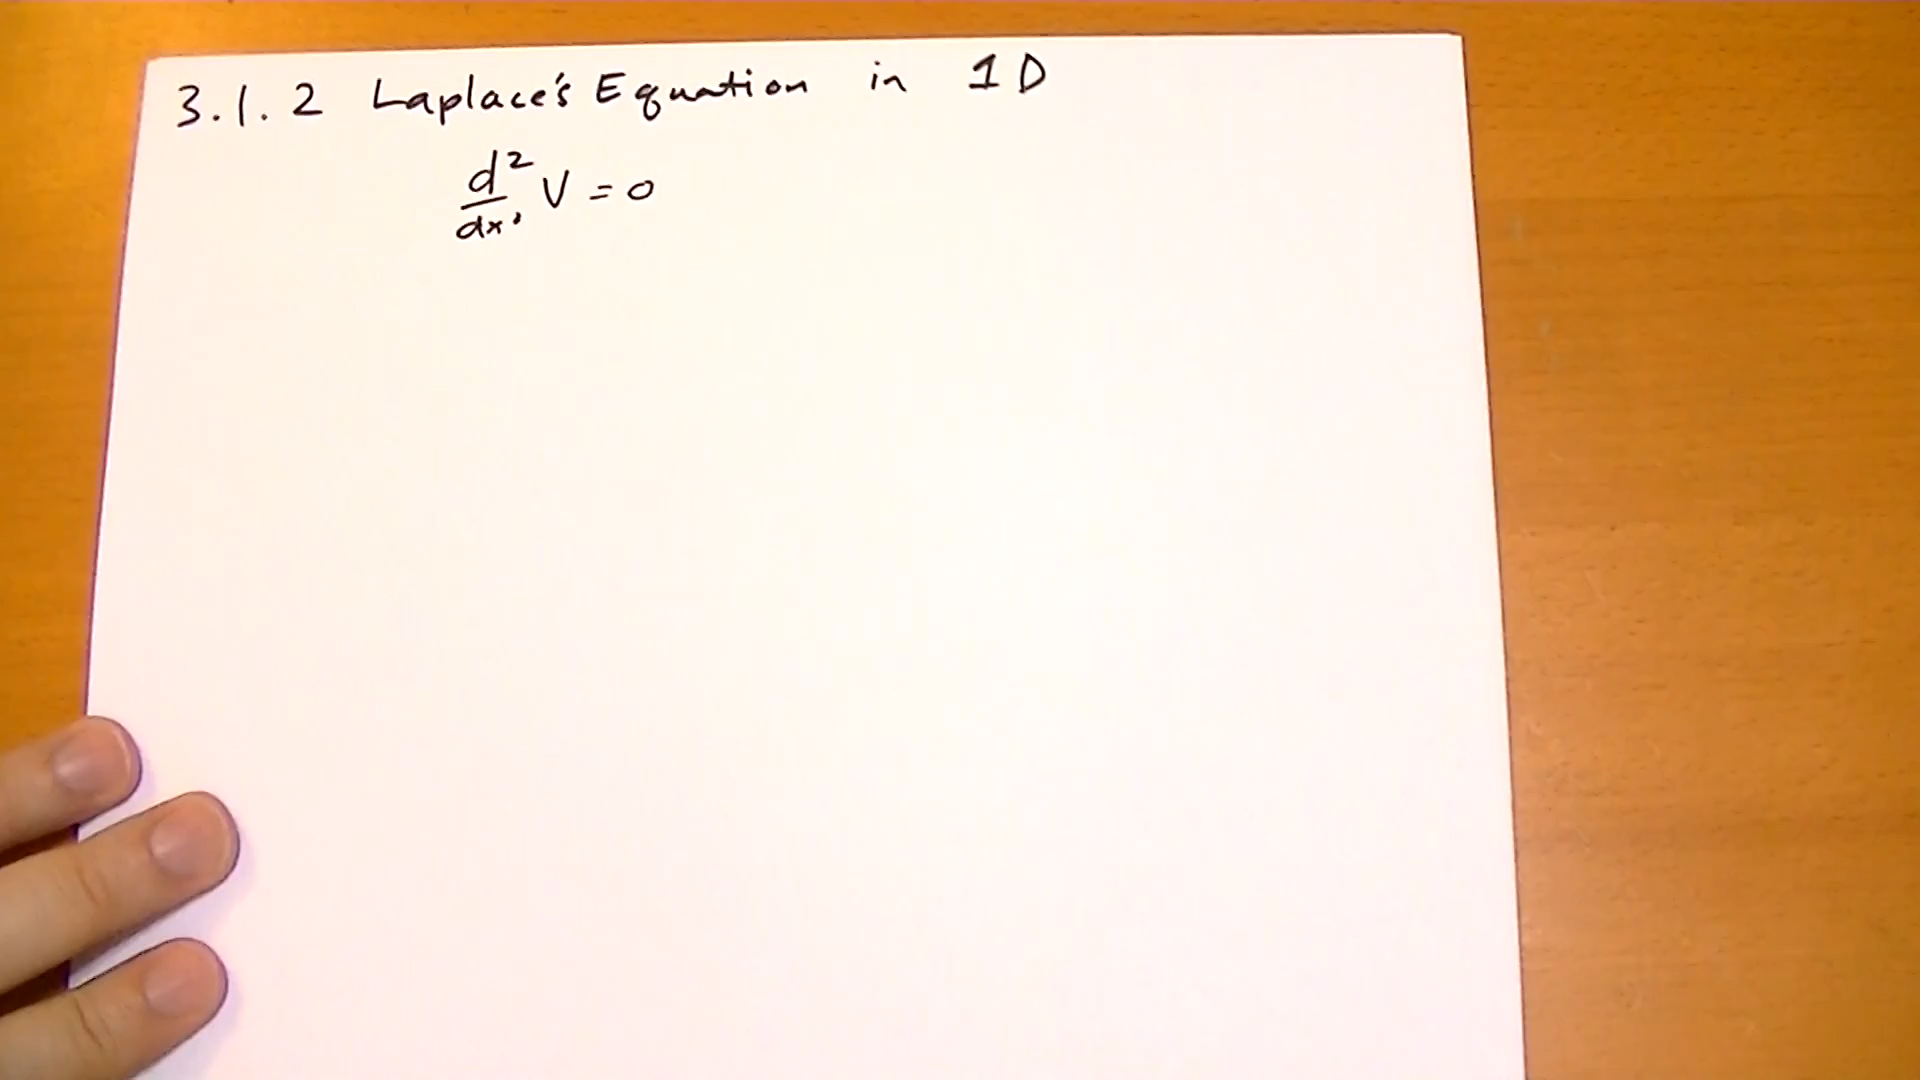 3.1.2 Laplace's Equation in 1D
d²/dx² V = 0